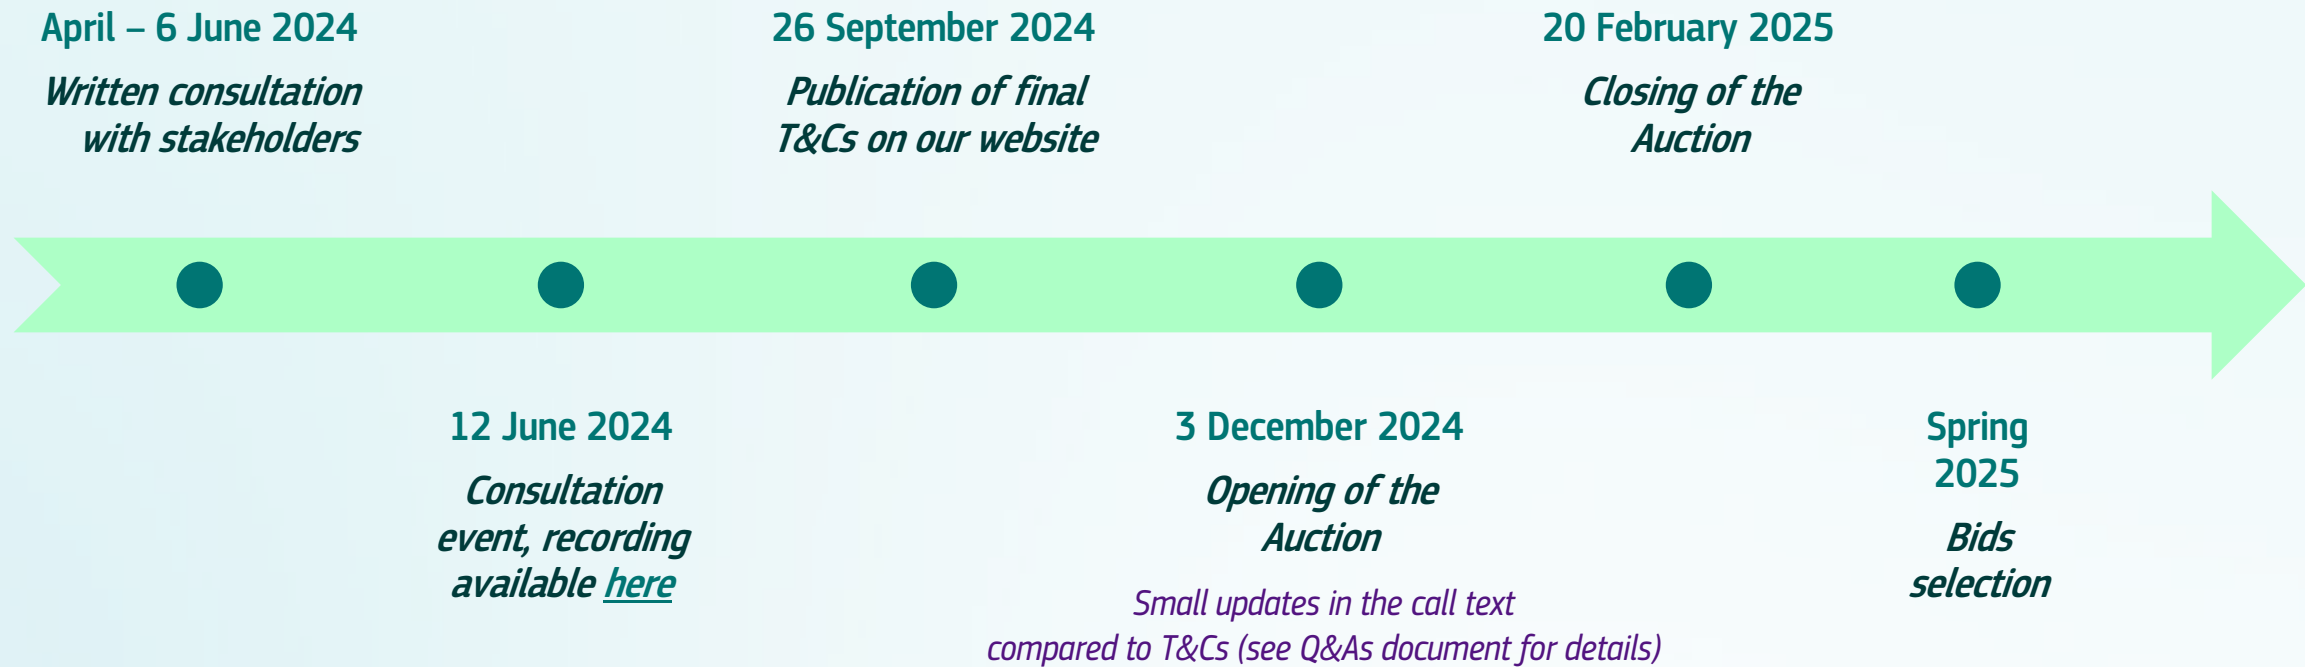 April – 6 June 2024
Written consultation
with stakeholders
12 June 2024
Consultation
event, recording
available here
26 September 2024
Publication of final
T&Cs on our website
3 December 2024
Opening of the
Auction
Small updates in the call text
compared to T&Cs (see Q&As document for details)
20 February 2025
Closing of the
Auction
Spring
2025
Bids
selection